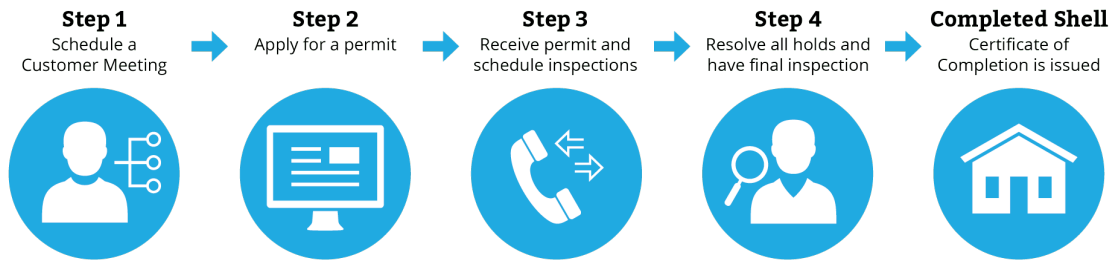 Step 1
Schedule a
Customer Meeting
Step 2
Apply for a permit
Step 3
Receive permit and
schedule inspections
Step 4
Resolve all holds and
have final inspection
Completed Shell
Certificate of
Completion is issued